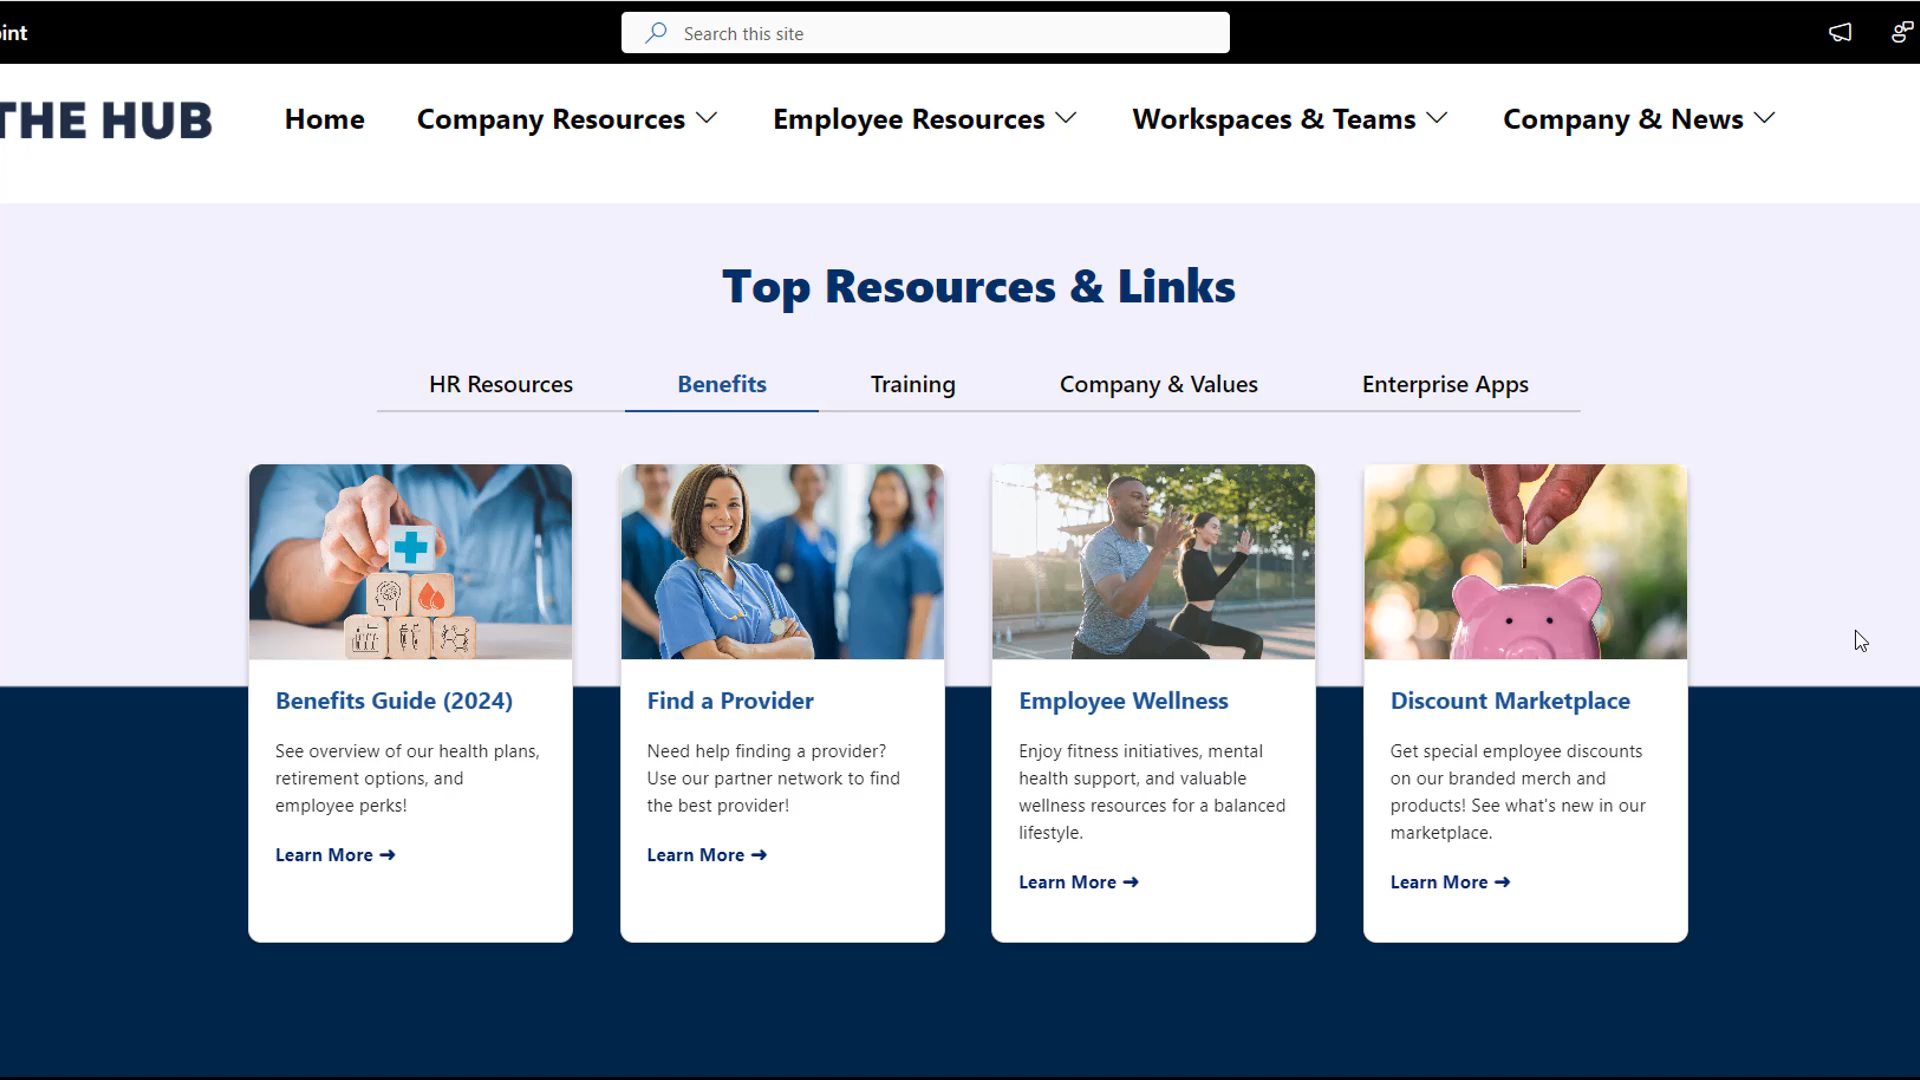 int
Search this site
THE HUB
Home
Company Resources
Employee Resources
Workspaces & Teams
Company & News
Top Resources & Links
HR Resources
Benefits
Training
Company & Values
Enterprise Apps
Benefits Guide (2024)
See overview of our health plans,
retirement options, and
employee perks!
Learn More ➜
Find a Provider
Need help finding a provider?
Use our partner network to find
the best provider!
Learn More ➜
Employee Wellness
Enjoy fitness initiatives, mental
health support, and valuable
wellness resources for a balanced
lifestyle.
Learn More ➜
Discount Marketplace
Get special employee discounts
on our branded merch and
products! See what's new in our
marketplace.
Learn More ➜